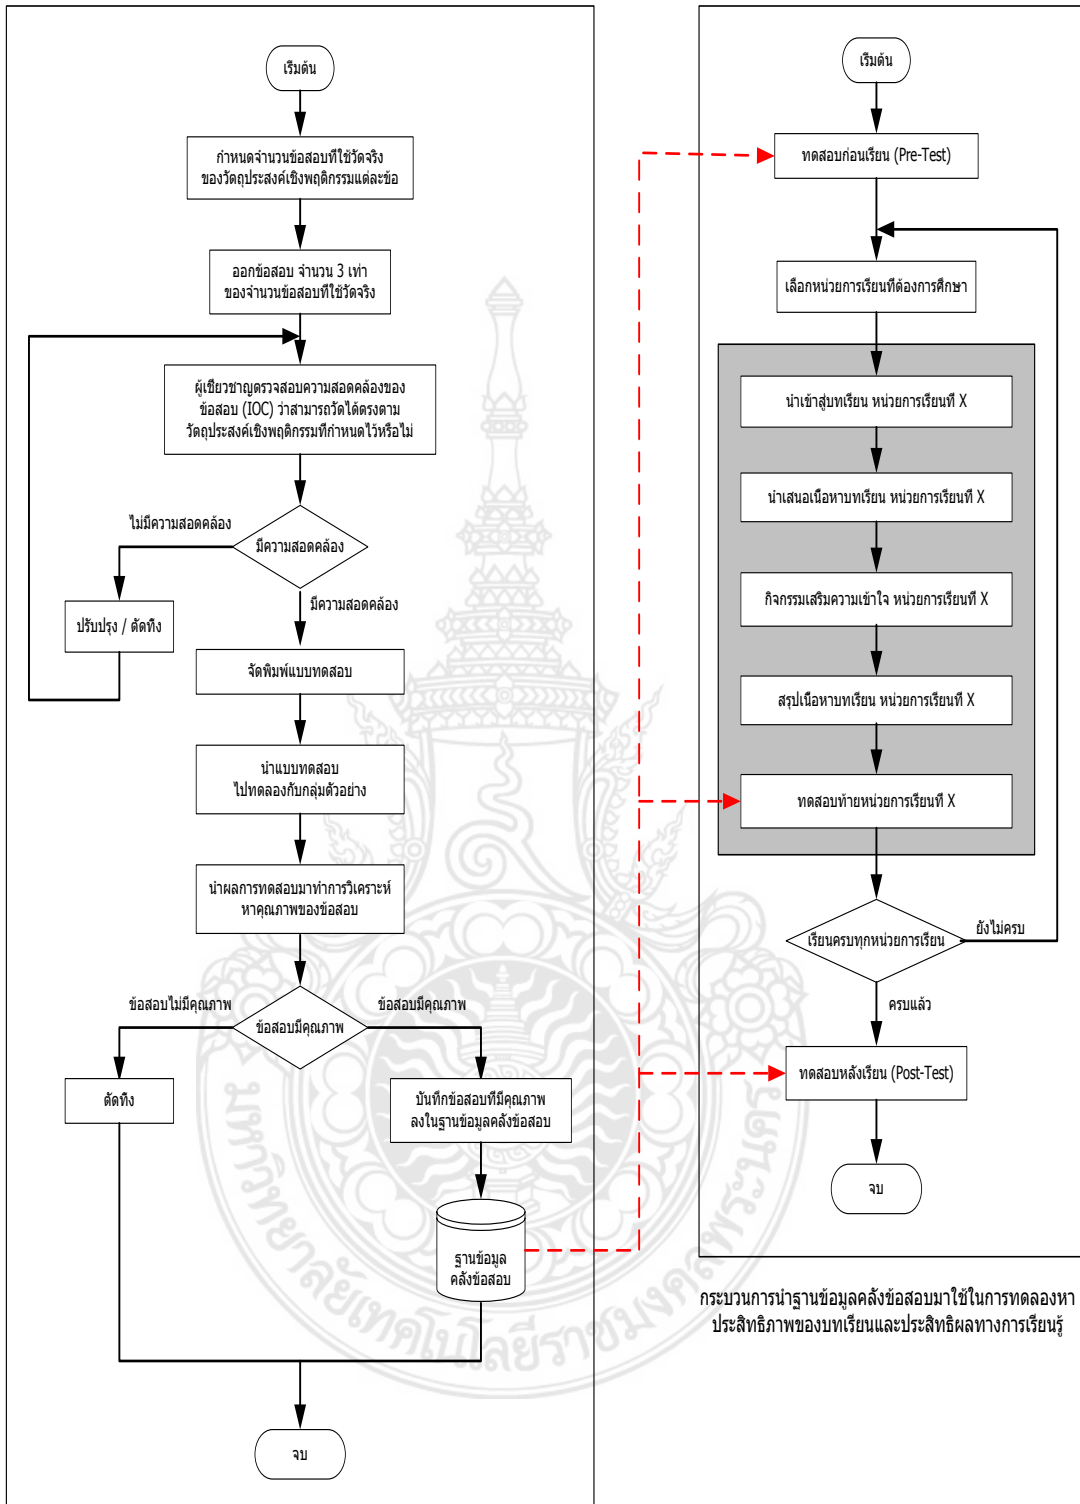 เริ่มต้น
กำหนดจำนวนข้อสอบที่ใช้วัดจริง
ของวัตถุประสงค์เชิงพฤติกรรมแต่ละข้อ
ออกข้อสอบ จำนวน 3 เท่า
ของจำนวนข้อสอบที่ใช้วัดจริง
ผู้เชี่ยวชาญตรวจสอบความสอดคล้องของ
ข้อสอบ (IOC) ว่าสามารถวัดได้ตรงตาม
วัตถุประสงค์เชิงพฤติกรรมที่กำหนดไว้หรือไม่
ไม่มีความสอดคล้อง
มีความสอดคล้อง
มีความสอดคล้อง
ปรับปรุง / ตัดทิ้ง
จัดพิมพ์แบบทดสอบ
นำแบบทดสอบ
ไปทดลองกับกลุ่มตัวอย่าง
นำผลการทดสอบมาทำการวิเคราะห์
หาคุณภาพของข้อสอบ
ข้อสอบไม่มีคุณภาพ
ข้อสอบมีคุณภาพ
ข้อสอบมีคุณภาพ
ตัดทิ้ง
บันทึกข้อสอบที่มีคุณภาพ
ลงในฐานข้อมูลคลังข้อสอบ
ฐานข้อมูล
คลังข้อสอบ
จบ
เริ่มต้น
ทดสอบก่อนเรียน (Pre-Test)
เลือกหน่วยการเรียนที่ต้องการศึกษา
นำเข้าสู่บทเรียน หน่วยการเรียนที่ X
นำเสนอเนื้อหาบทเรียน หน่วยการเรียนที่ X
กิจกรรมเสริมความเข้าใจ หน่วยการเรียนที่ X
สรุปเนื้อหาบทเรียน หน่วยการเรียนที่ X
ทดสอบท้ายหน่วยการเรียนที่ X
เรียนครบทุกหน่วยการเรียน
ยังไม่ครบ
ครบแล้ว
ทดสอบหลังเรียน (Post-Test)
จบ
กระบวนการนำฐานข้อมูลคลังข้อสอบมาใช้ในการทดลองหา
ประสิทธิภาพของบทเรียนและประสิทธิผลทางการเรียนรู้
มหาวิทยาลัยเทคโนโลยีราชมงคลพระนคร